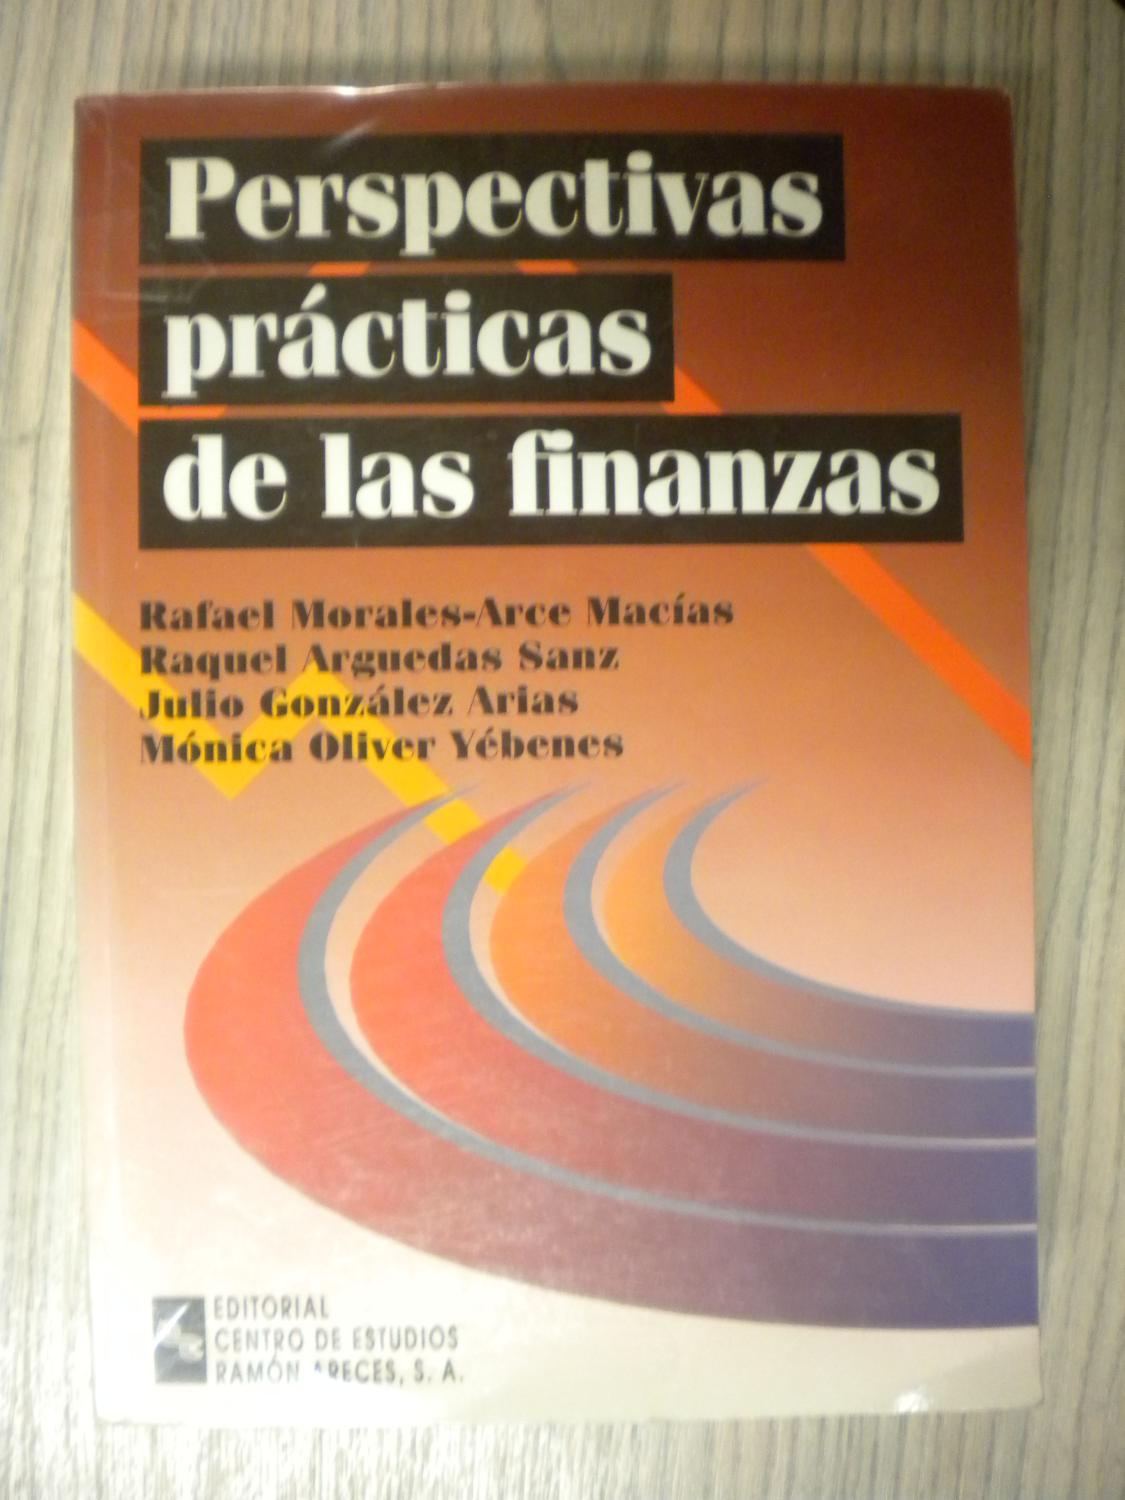 Perspectivas
prácticas
de las finanzas
Rafael Morales-Arce Macías
Raquel Arguedas Sanz
Julio González Arias
Mónica Oliver Yébenes
EDITORIAL
CENTRO DE ESTUDIOS
RAMÓN ARECES, S. A.